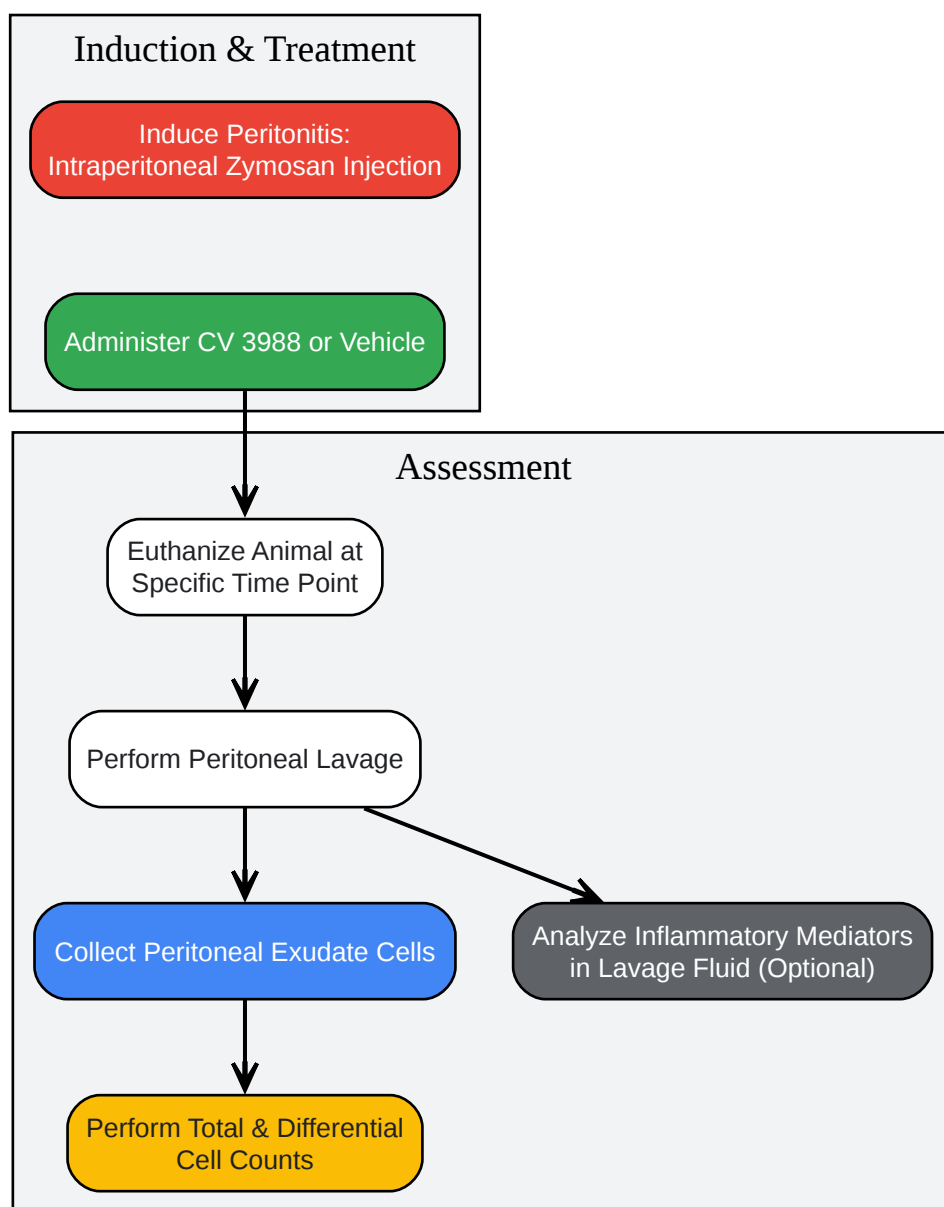 Induction & Treatment
Induce Peritonitis:
Intraperitoneal Zymosan Injection
Administer CV 3988 or Vehicle
Assessment
Euthanize Animal at
Specific Time Point
Perform Peritoneal Lavage
Collect Peritoneal Exudate Cells
Analyze Inflammatory Mediators
in Lavage Fluid (Optional)
Perform Total & Differential
Cell Counts